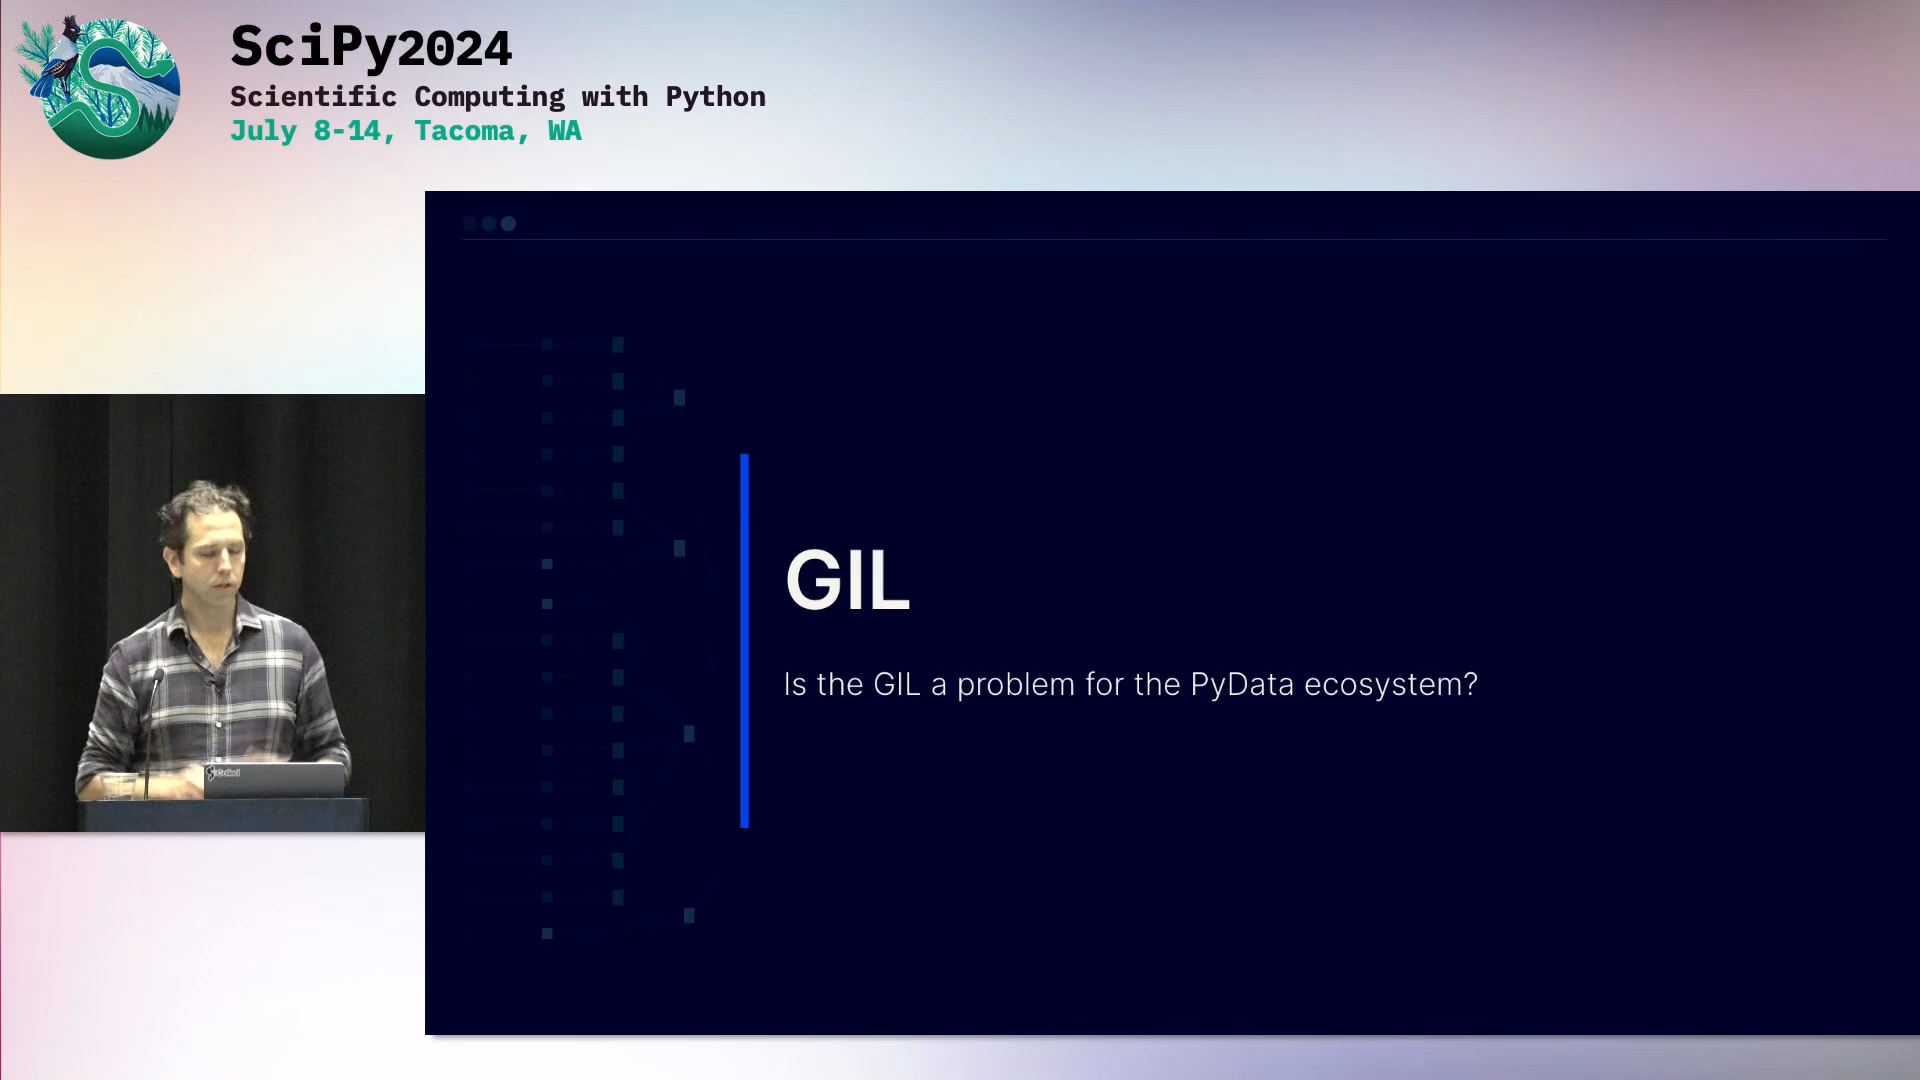 SciPy2024
Scientific Computing with Python
July 8-14, Tacoma, WA
GIL
Is the GIL a problem for the PyData ecosystem?